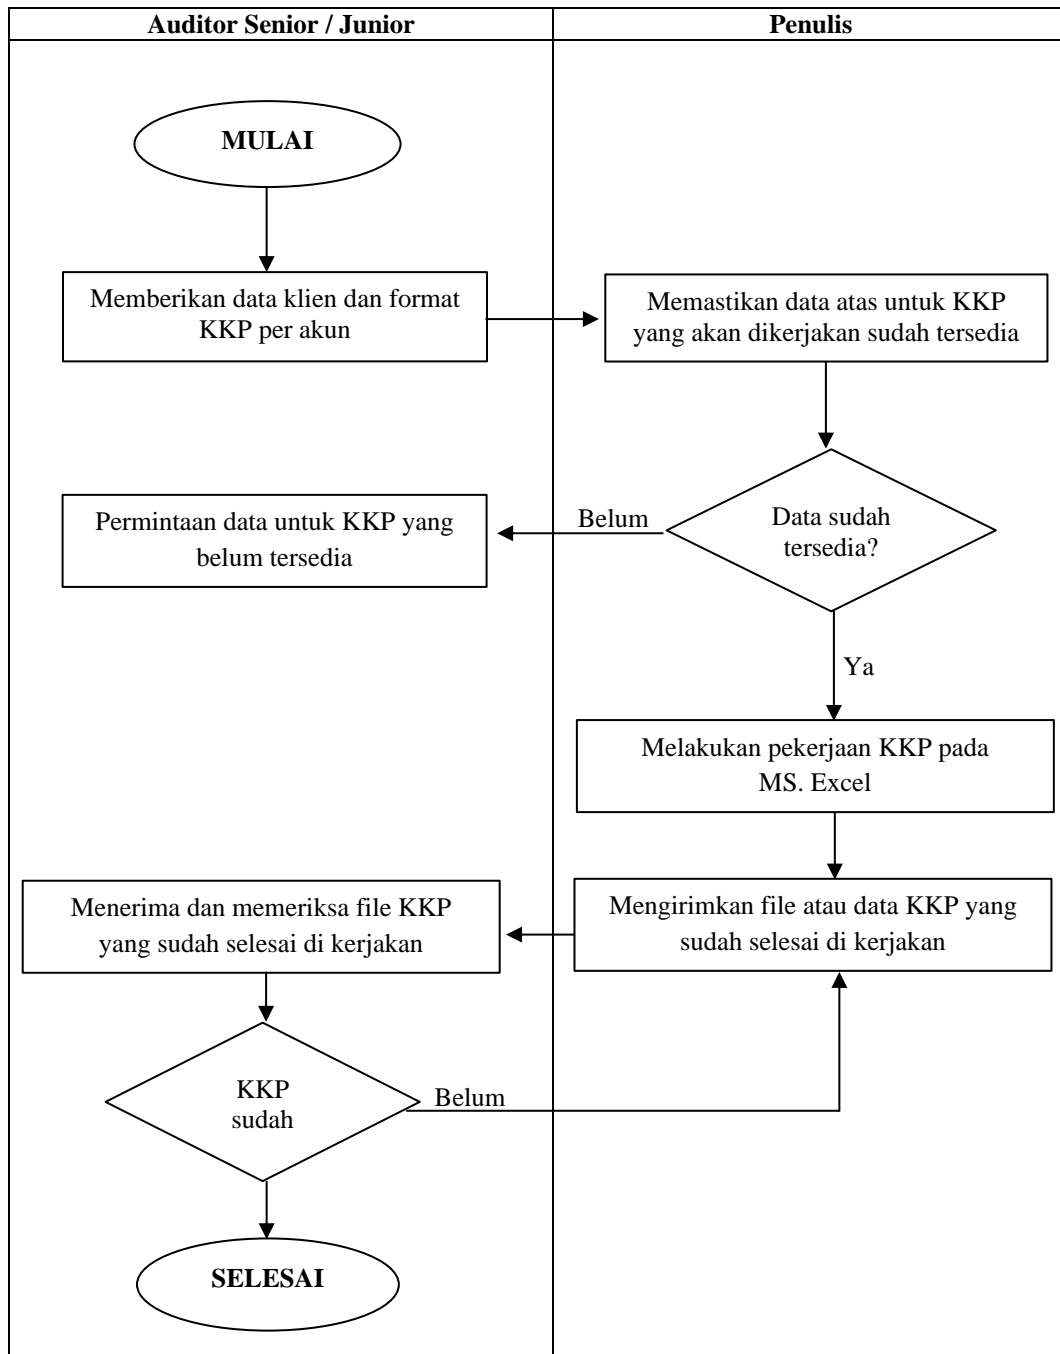 Auditor Senior / Junior
Penulis
MULAI
Memberikan data klien dan format
KKP per akun
Memastikan data atas untuk KKP
yang akan dikerjakan sudah tersedia
Data sudah
tersedia?
Belum
Permintaan data untuk KKP yang
belum tersedia
Ya
Melakukan pekerjaan KKP pada
MS. Excel
Mengirimkan file atau data KKP yang
sudah selesai di kerjakan
Menerima dan memeriksa file KKP
yang sudah selesai di kerjakan
KKP
sudah
Belum
SELESAI